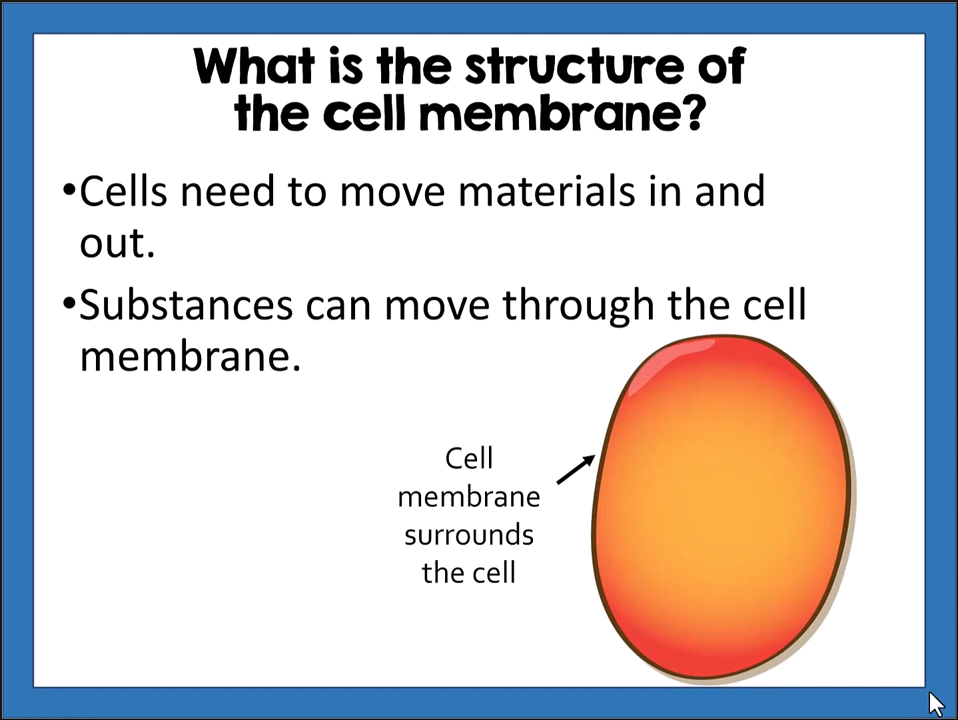 What is the structure of
the cell membrane?
•Cells need to move materials in and
out.
•Substances can move through the cell
membrane.
Cell
membrane
surrounds
the cell